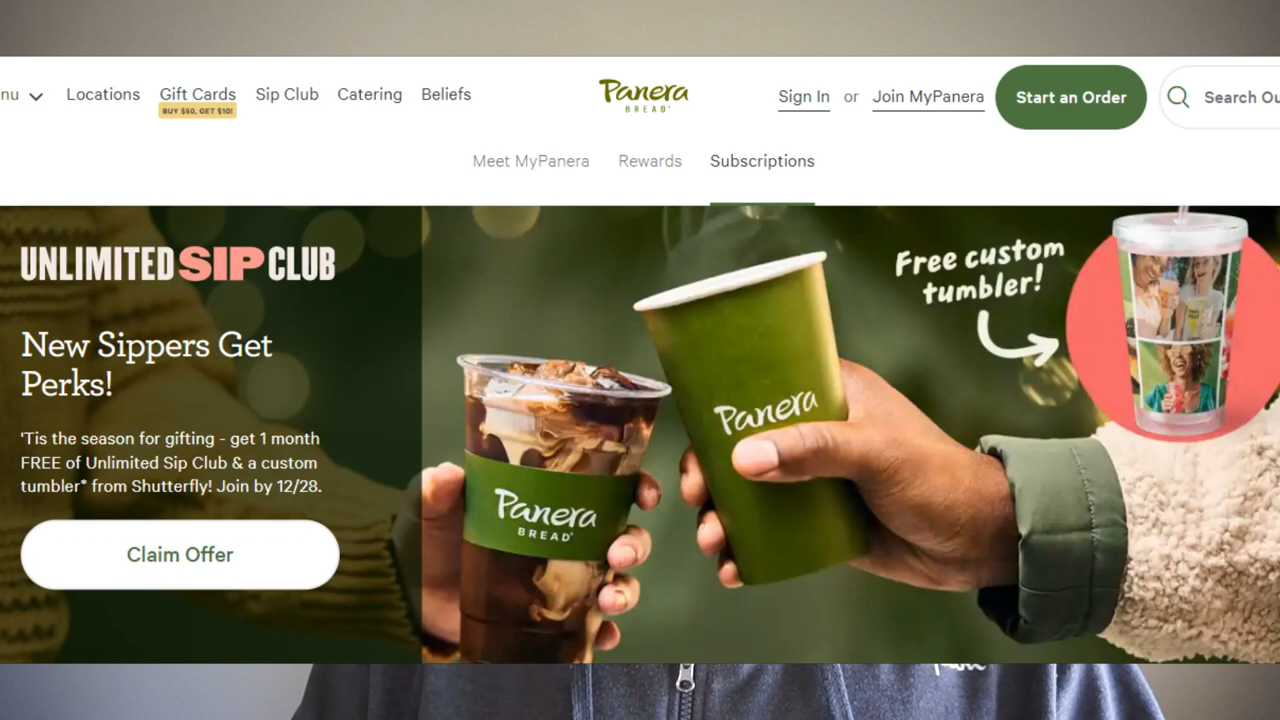 nu
Locations
Gift Cards
BUY $50, GET $10!
Sip Club
Catering
Beliefs
Panera
BREAD
Sign In or Join MyPanera
Start an Order
Search Ou
Meet MyPanera
Rewards
Subscriptions
UNLIMITED SIP CLUB
New Sippers Get
Perks!
'Tis the season for gifting - get 1 month
FREE of Unlimited Sip Club & a custom
tumbler* from Shutterfly! Join by 12/28.
Claim Offer
Free custom
tumbler!
Panera
Panera
BREAD